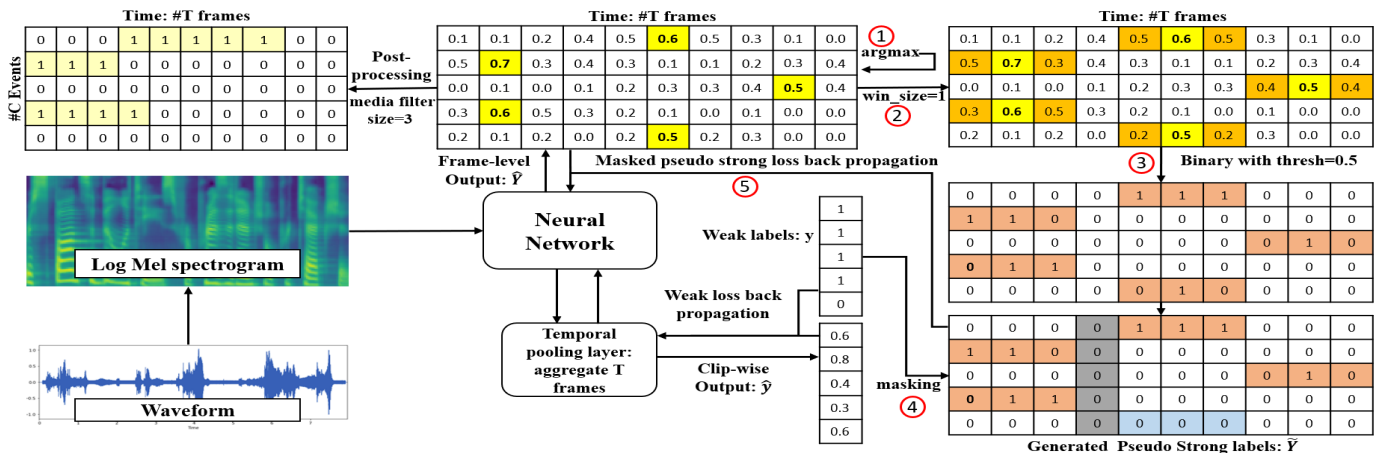 Time: #T frames
#C Events
0 0 0 1 1 1 1 1 0 0
1 1 1 0 0 0 0 0 0 0
0 0 0 0 0 0 0 0 0 0
1 1 1 1 0 0 0 0 0 0
0 0 0 0 0 0 0 0 0 0
Post-
processing
media filter
size=3
Time: #T frames
0.1 0.1 0.2 0.4 0.5 0.6 0.5 0.3 0.1 0.0
0.5 0.7 0.3 0.4 0.3 0.1 0.1 0.2 0.3 0.4
0.0 0.1 0.0 0.1 0.2 0.3 0.3 0.4 0.5 0.4
0.3 0.6 0.5 0.3 0.2 0.1 0.0 0.1 0.0 0.0
0.2 0.1 0.2 0.0 0.2 0.5 0.2 0.3 0.0 0.0
1
argmax
win_size=1
2
Time: #T frames
0.1 0.1 0.2 0.4 0.5 0.6 0.5 0.3 0.1 0.0
0.5 0.7 0.3 0.4 0.3 0.1 0.1 0.2 0.3 0.4
0.0 0.1 0.0 0.1 0.2 0.3 0.3 0.4 0.5 0.4
0.3 0.6 0.5 0.3 0.2 0.1 0.0 0.1 0.0 0.0
0.2 0.1 0.2 0.0 0.2 0.5 0.2 0.3 0.0 0.0
3
Binary with thresh=0.5
0 0 0 0 1 1 1 0 0 0
1 1 0 0 0 0 0 0 0 0
0 0 0 0 0 0 0 0 1 0
0 1 1 0 0 0 0 0 0 0
0 0 0 0 0 1 0 0 0 0
Frame-level
Output: Ŷ
Masked pseudo strong loss back propagation
5
Neural
Network
Weak labels: y
1
1
1
1
0
Weak loss back
propagation
Temporal
pooling layer:
aggregate T
frames
Clip-wise
Output: ŷ
0.6
0.8
0.4
0.3
0.6
masking
4
0 0 0 0 1 1 1 0 0 0
1 1 0 0 0 0 0 0 0 0
0 0 0 0 0 0 0 0 1 0
0 1 1 0 0 0 0 0 0 0
0 0 0 0 0 0 0 0 0 0
Generated Pseudo Strong labels: Ỹ
Log Mel spectrogram
1.0
0.5
0.0
-0.5
-1.0
Waveform
0 1 2 3 4 5 6 7
Time